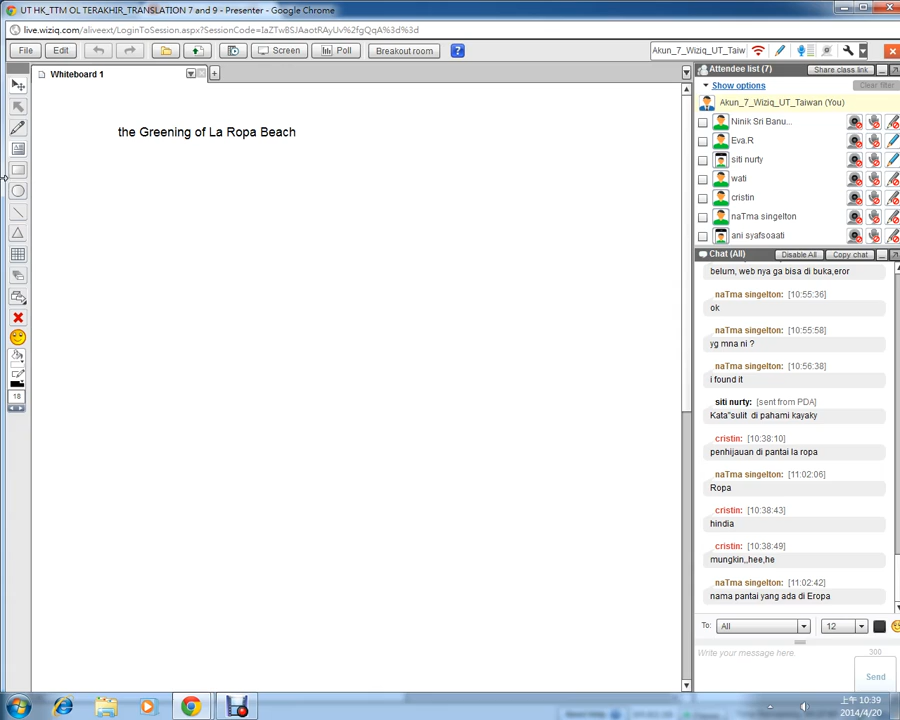 UT HK_TTM OL TERAKHIR_TRANSLATION 7 and 9 - Presenter - Google Chrome
live.wiziq.com/aliveext/LoginToSession.aspx?SessionCode=IaZTwBSJAaotRAyUv%2fgQqA%3d%3d
File Edit Screen Poll Breakout room ? Akun_7_Wiziq_UT_Taiw
Whiteboard 1
the Greening of La Ropa Beach
18
Attendee list (7) Share class link
Show options Clear filter
Akun_7_Wiziq_UT_Taiwan (You)
Ninik Sri Banu...
Eva.R
siti nurty
wati
cristin
naTma singelton
ani syafsoaati
Chat (All) Disable All Copy chat
belum, web nya ga bisa di buka,eror
naTma singelton: [10:55:36]
ok
naTma singelton: [10:55:58]
yg mna ni ?
naTma singelton: [10:56:38]
i found it
siti nurty: [sent from PDA]
Kata"sulit di pahami kayaky
cristin: [10:38:10]
penhijauan di pantai la ropa
naTma singelton: [11:02:06]
Ropa
cristin: [10:38:43]
hindia
cristin: [10:38:49]
mungkin,,hee,he
naTma singelton: [11:02:42]
nama pantai yang ada di Eropa
To: All 12
Write your message here. 300
Send
上午 10:39
2014/4/20